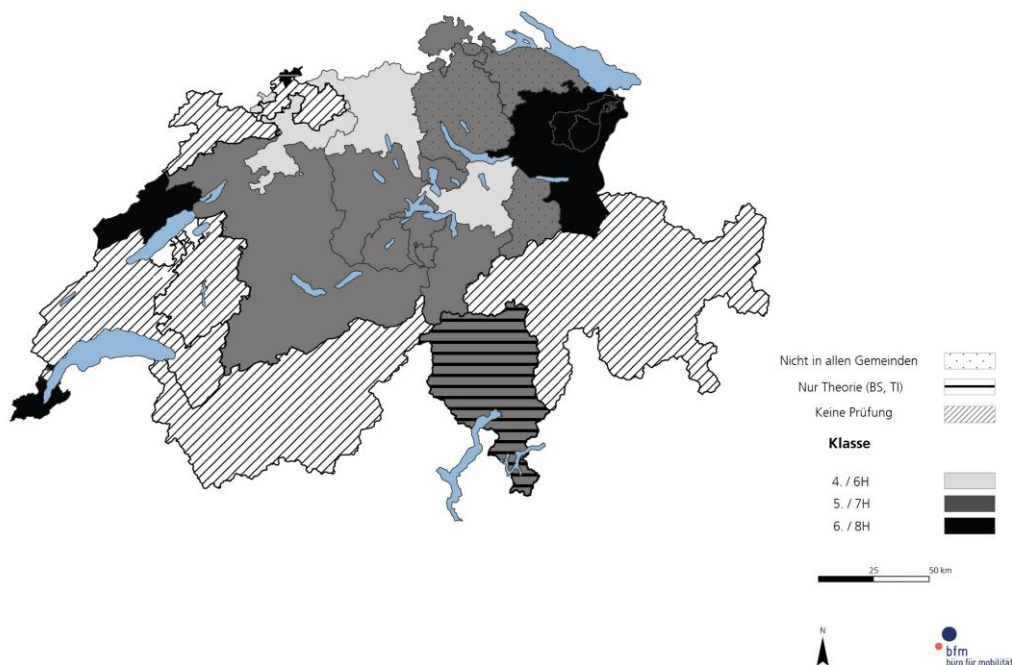 Nicht in allen Gemeinden
Nur Theorie (BS, TI)
Keine Prüfung
Klasse
4. / 6H
5. / 7H
6. / 8H
25
50 km
N
bfm
büro für mobilität